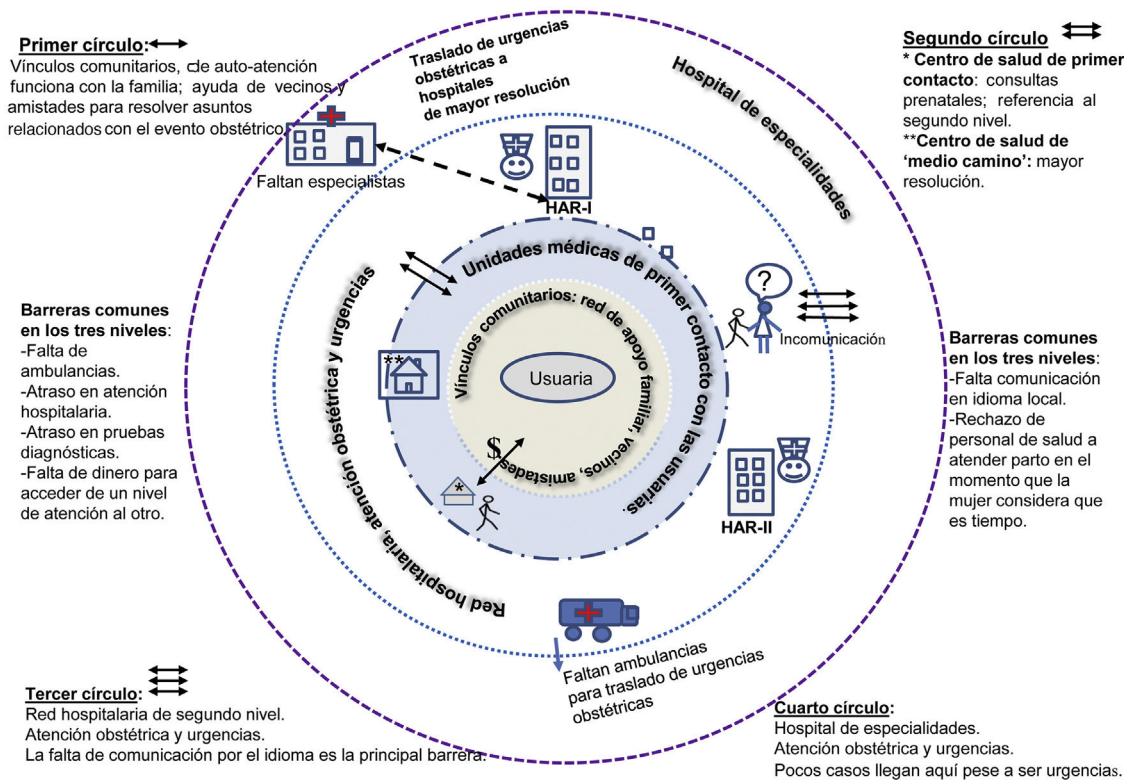 Primer círculo:
Vínculos comunitarios, de auto-atención
funciona con la familia; ayuda de vecinos y
amistades para resolver asuntos
relacionados con el evento obstétrico.
Traslado de urgencias
obstétricas a
hospitales
de mayor resolución
Hospital de especialidades
Segundo círculo
* Centro de salud de primer
contacto: consultas
prenatales; referencia al
segundo nivel.
**Centro de salud de
'medio camino': mayor
resolución.
Faltan especialistas
HAR-I
Unidades médicas de primer contacto con las usuarias.
Red hospitalaria, atención obstétrica y urgencias
Vínculos comunitarios: red de apoyo familiar, vecinos, amistades
Usuaria
?
Incomunicación
**
$
*
HAR-II
Barreras comunes
en los tres niveles:
-Falta de
ambulancias.
-Atraso en atención
hospitalaria.
-Atraso en pruebas
diagnósticas.
-Falta de dinero para
acceder de un nivel
de atención al otro.
Barreras comunes
en los tres niveles:
-Falta comunicación
en idioma local.
-Rechazo de
personal de salud a
atender parto en el
momento que la
mujer considera que
es tiempo.
Faltan ambulancias
para traslado de urgencias
obstétricas
Tercer círculo:
Red hospitalaria de segundo nivel.
Atención obstétrica y urgencias.
La falta de comunicación por el idioma es la principal barrera.
Cuarto círculo:
Hospital de especialidades.
Atención obstétrica y urgencias.
Pocos casos llegan aquí pese a ser urgencias.